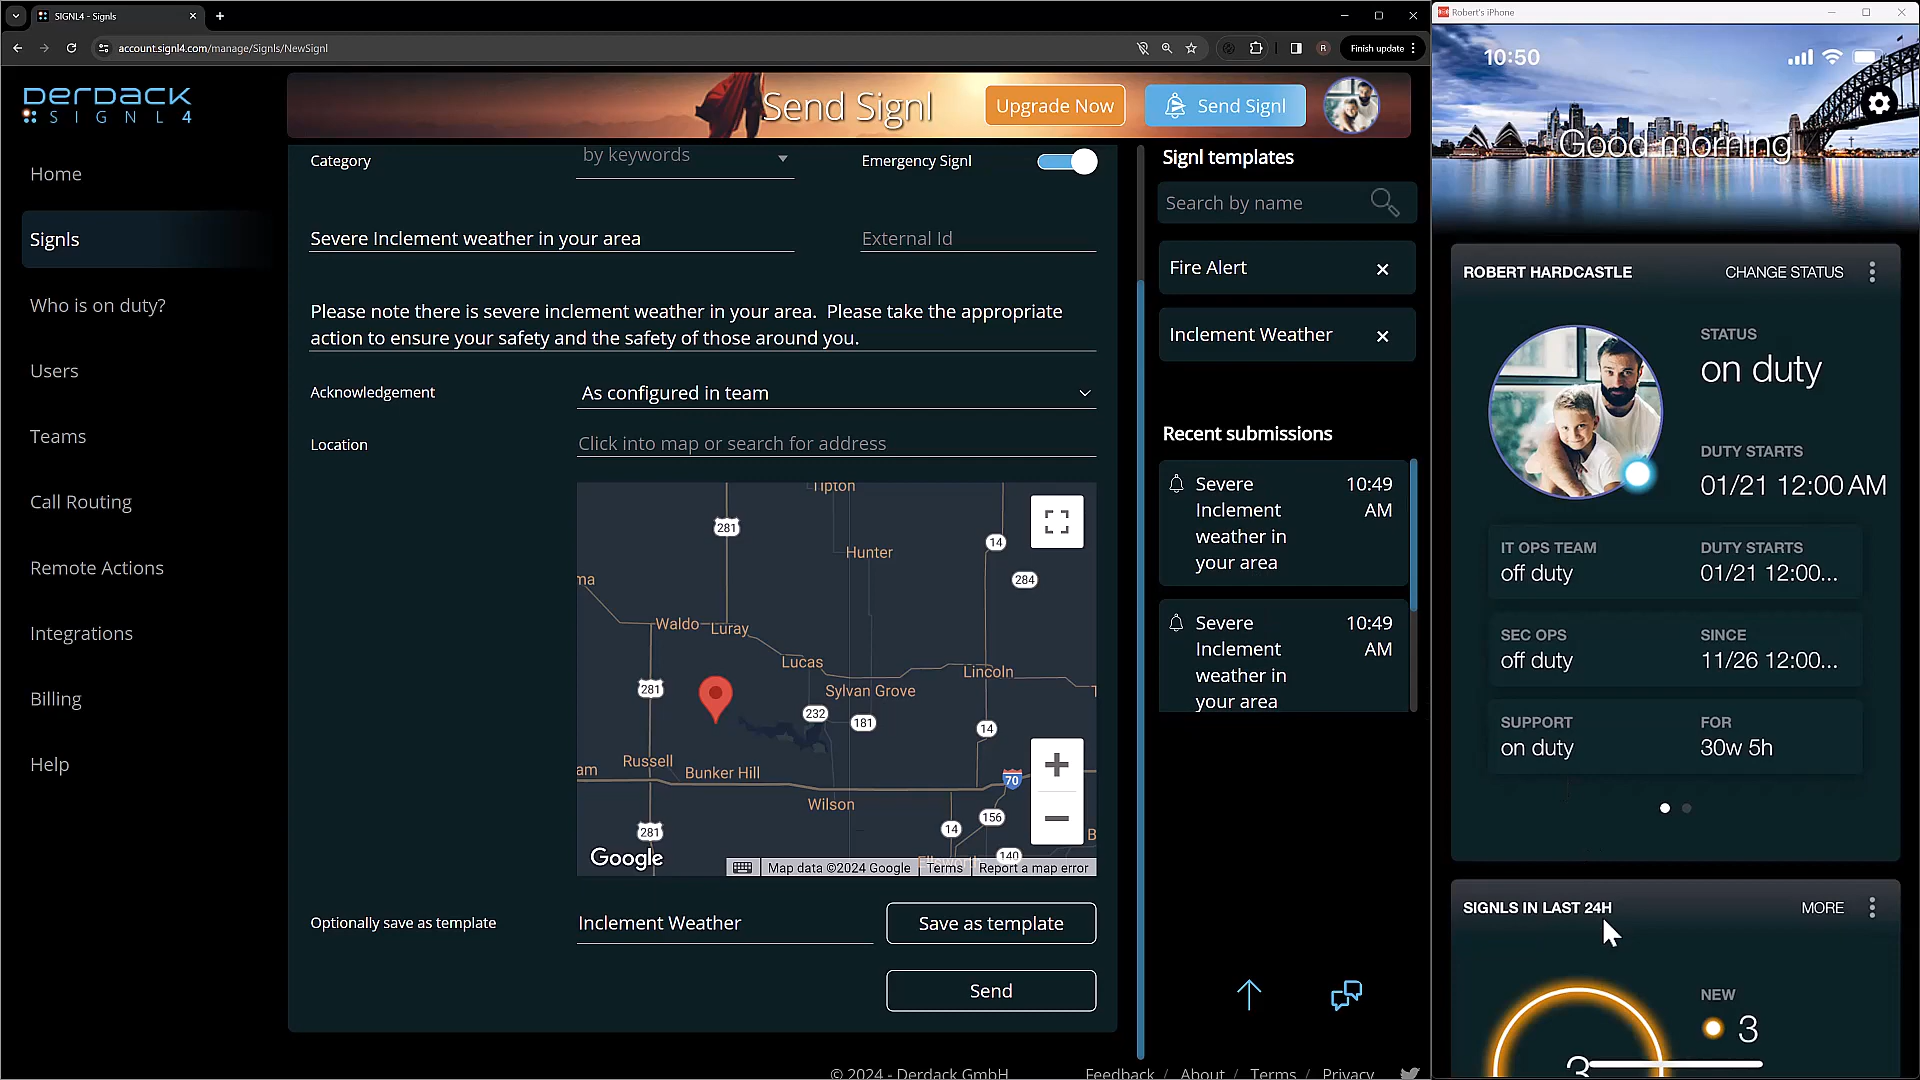 SIGNL4 - Signls
account.signl4.com/manage/Signls/NewSignl
Finish update
DERDACK
SIGNL4
Home
Signls
Who is on duty?
Users
Teams
Call Routing
Remote Actions
Integrations
Billing
Help
Send Signl
Upgrade Now
Send Signl
Category
by keywords
Emergency Signl
Severe Inclement weather in your area
External Id
Please note there is severe inclement weather in your area.  Please take the appropriate
action to ensure your safety and the safety of those around you.
Acknowledgement
As configured in team
Location
Click into map or search for address
Tipton
281
Hunter
14
284
ma
Waldo
Luray
Lucas
Lincoln
281
Sylvan Grove
232
181
14
Russell
am
Bunker Hill
70
Wilson
156
14
281
B
140
Google
Map data ©2024 Google
Terms
Report a map error
Optionally save as template
Inclement Weather
Save as template
Send
Signl templates
Search by name
Fire Alert
Inclement Weather
Recent submissions
Severe
Inclement
weather in
your area
10:49
AM
Severe
Inclement
weather in
your area
10:49
AM
© 2024 - Derdack GmbH
Feedback / About / Terms / Privacy
Robert's iPhone
10:50
Good morning
ROBERT HARDCASTLE
CHANGE STATUS
STATUS
on duty
DUTY STARTS
01/21 12:00 AM
IT OPS TEAM
off duty
DUTY STARTS
01/21 12:00...
SEC OPS
off duty
SINCE
11/26 12:00...
SUPPORT
on duty
FOR
30w 5h
SIGNLS IN LAST 24H
MORE
NEW
3
3